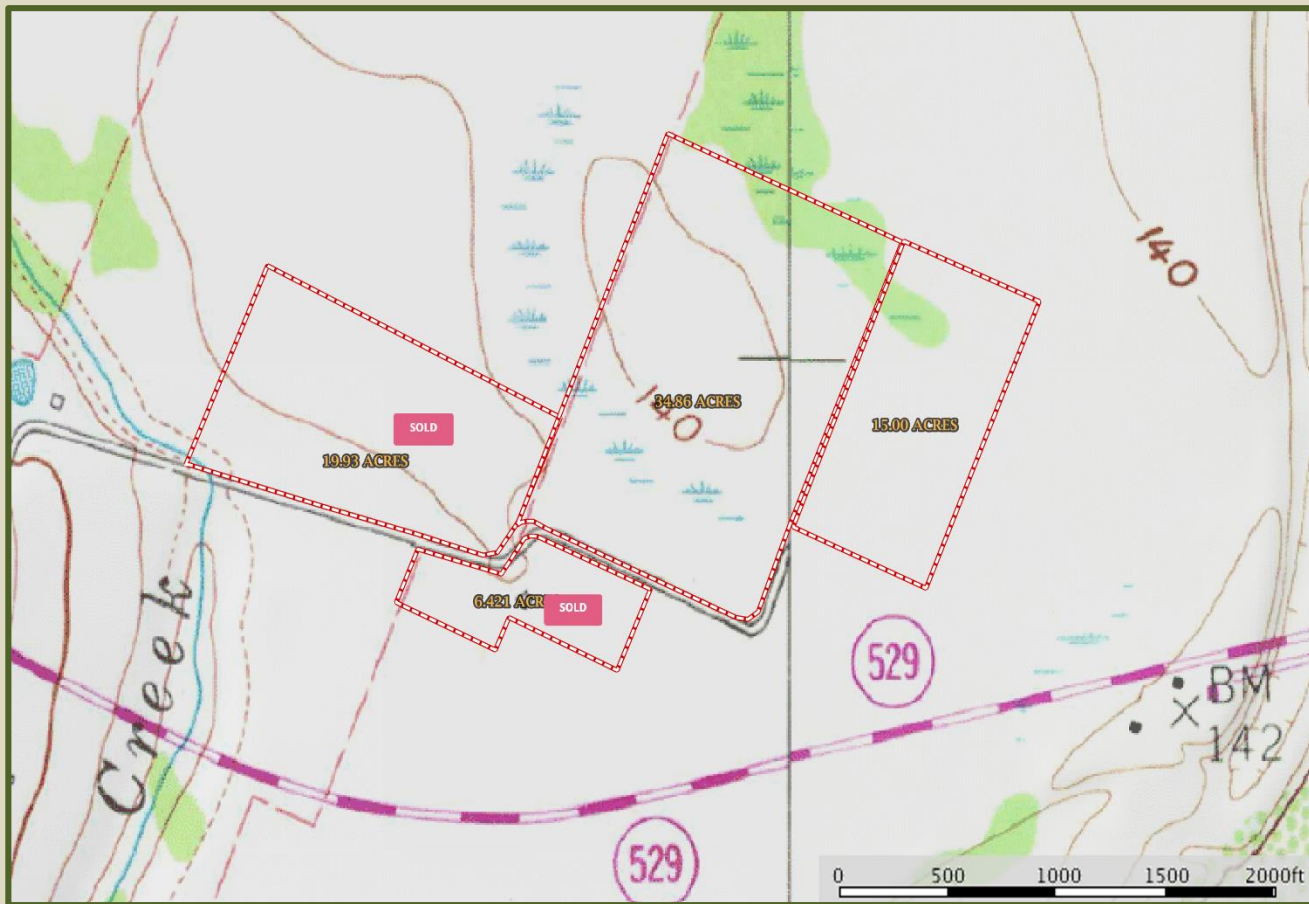 140
140
34.86 ACRES
15.00 ACRES
SOLD
19.93 ACRES
6.421 ACR
SOLD
Creek
529
BM
142
529
0 500 1000 1500 2000ft